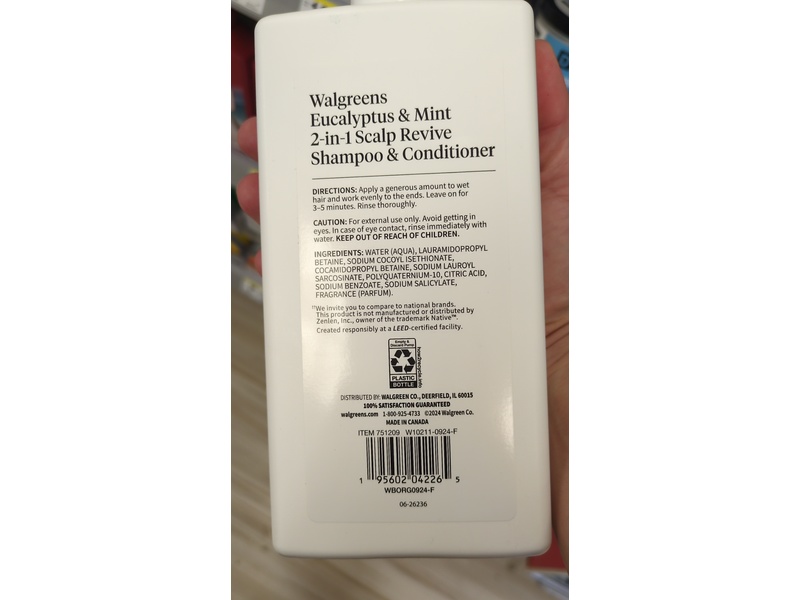 Walgreens
Eucalyptus & Mint
2-in-1 Scalp Revive
Shampoo & Conditioner
DIRECTIONS: Apply a generous amount to wet
hair and work evenly to the ends. Leave on for
3–5 minutes. Rinse thoroughly.
CAUTION: For external use only. Avoid getting in
eyes. In case of eye contact, rinse immediately with
water. KEEP OUT OF REACH OF CHILDREN.
INGREDIENTS: WATER (AQUA), LAURAMIDOPROPYL
BETAINE, SODIUM COCOYL ISETHIONATE,
COCAMIDOPROPYL BETAINE, SODIUM LAUROYL
SARCOSINATE, POLYQUATERNIUM-10, CITRIC ACID,
SODIUM BENZOATE, SODIUM SALICYLATE,
FRAGRANCE (PARFUM).
††We invite you to compare to national brands.
This product is not manufactured or distributed by
Zenlen, Inc., owner of the trademark Native™.
Created responsibly at a LEED-certified facility.
Empty &
Discard Pump
PLASTIC
BOTTLE
how2recycle.info
DISTRIBUTED BY: WALGREEN CO., DEERFIELD, IL 60015
100% SATISFACTION GUARANTEED
walgreens.com 1-800-925-4733 ©2024 Walgreen Co.
MADE IN CANADA
ITEM 751209 W10211-0924-F
1 95602 04226 5
WBORG0924-F
06-26236